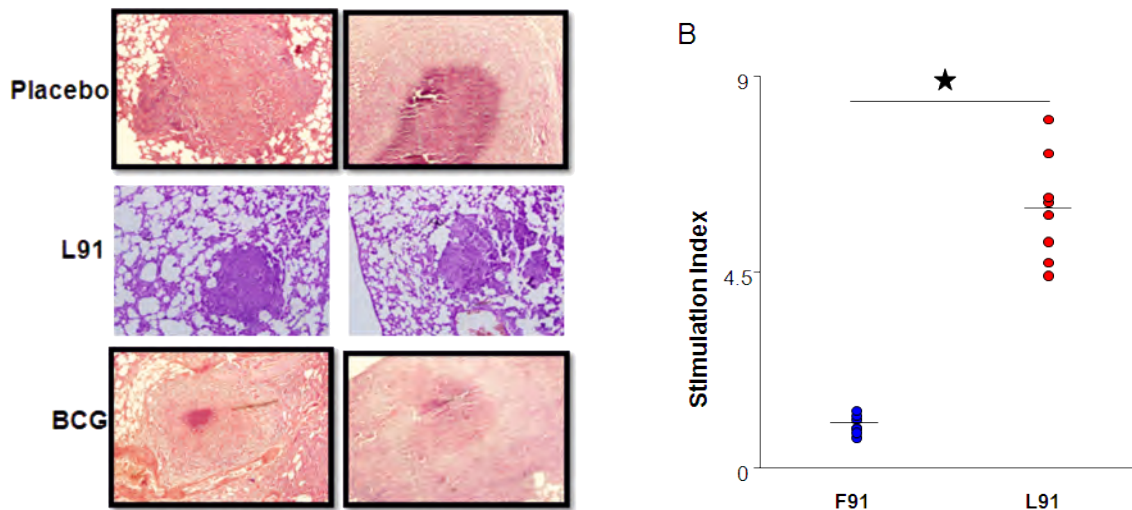 Placebo
L91
BCG
B
★
9
4.5
0
Stimulation Index
F91
L91